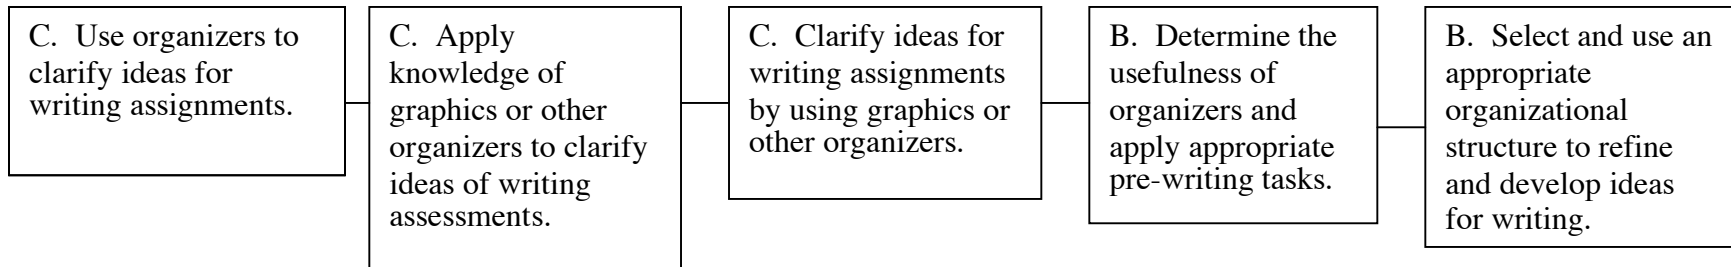 C.  Use organizers to
clarify ideas for
writing assignments.
C.  Apply
knowledge of
graphics or other
organizers to clarify
ideas of writing
assessments.
C.  Clarify ideas for
writing assignments
by using graphics or
other organizers.
B.  Determine the
usefulness of
organizers and
apply appropriate
pre-writing tasks.
B.  Select and use an
appropriate
organizational
structure to refine
and develop ideas
for writing.